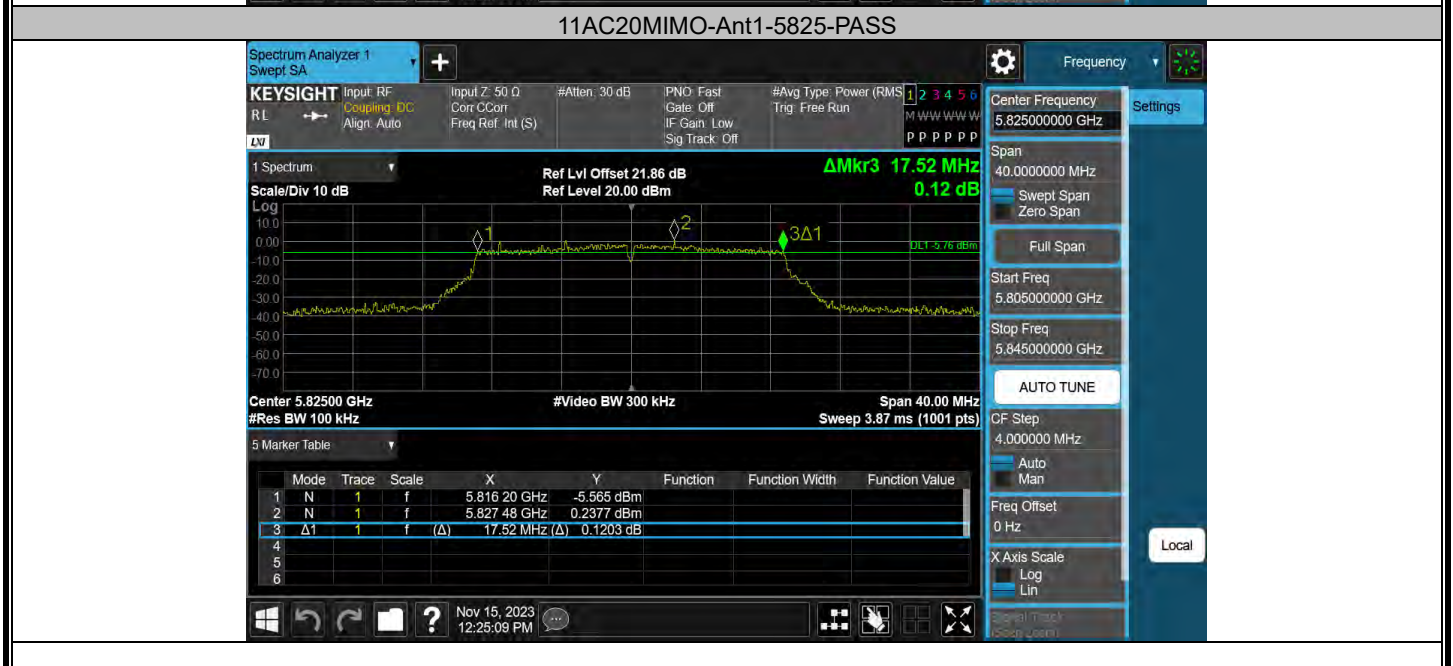 11AC20MIMO-Ant1-5825-PASS
Spectrum Analyzer 1
Swept SA
Frequency
KEYSIGHT
RL
LXI
Input: RF
Coupling: DC
Align: Auto
Input Z: 50 Ω
Corr CCorr
Freq Ref: Int (S)
#Atten: 30 dB
PNO: Fast
Gate: Off
IF Gain: Low
Sig Track: Off
#Avg Type: Power (RMS
Trig: Free Run
1 2 3 4 5 6
M W W W W W
P P P P P P
1 Spectrum
Scale/Div 10 dB
Ref Lvl Offset 21.86 dB
Ref Level 20.00 dBm
ΔMkr3 17.52 MHz
0.12 dB
Log
10.0
0.00
-10.0
-20.0
-30.0
-40.0
-50.0
-60.0
-70.0
1
2
3Δ1
DL1 -5.76 dBm
Center 5.82500 GHz
#Video BW 300 kHz
Span 40.00 MHz
#Res BW 100 kHz
Sweep 3.87 ms (1001 pts)
5 Marker Table
Mode Trace Scale X Y Function Function Width Function Value
1 N 1 f 5.816 20 GHz -5.565 dBm
2 N 1 f 5.827 48 GHz 0.2377 dBm
3 Δ1 1 f (Δ) 17.52 MHz (Δ) 0.1203 dB
4
5
6
Nov 15, 2023
12:25:09 PM
Center Frequency
5.825000000 GHz
Settings
Span
40.0000000 MHz
Swept Span
Zero Span
Full Span
Start Freq
5.805000000 GHz
Stop Freq
5.845000000 GHz
AUTO TUNE
CF Step
4.000000 MHz
Auto
Man
Freq Offset
0 Hz
X Axis Scale
Log
Lin
Local